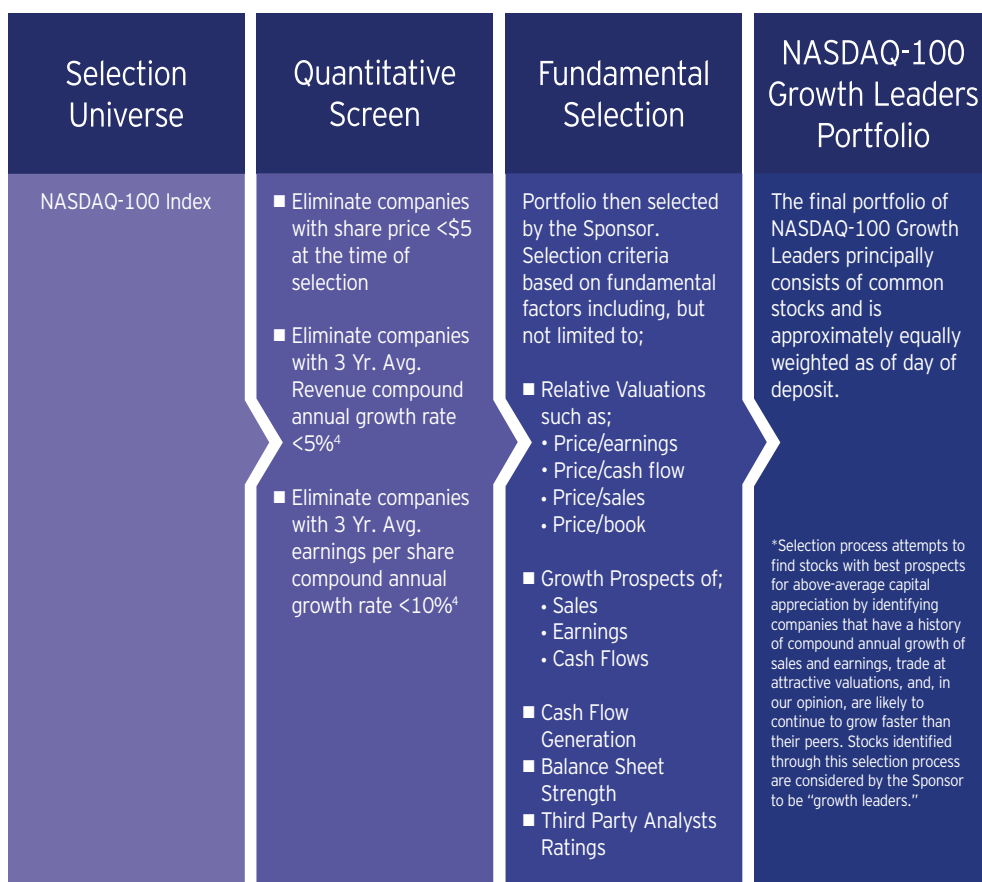 Selection
Universe
NASDAQ-100 Index
Quantitative
Screen
■ Eliminate companies
with share price <$5
at the time of
selection
■ Eliminate companies
with 3 Yr. Avg.
Revenue compound
annual growth rate
<5%⁴
■ Eliminate companies
with 3 Yr. Avg.
earnings per share
compound annual
growth rate <10%⁴
Fundamental
Selection
Portfolio then selected
by the Sponsor.
Selection criteria
based on fundamental
factors including, but
not limited to;
■ Relative Valuations
such as;
• Price/earnings
• Price/cash flow
• Price/sales
• Price/book
■ Growth Prospects of;
• Sales
• Earnings
• Cash Flows
■ Cash Flow
Generation
■ Balance Sheet
Strength
■ Third Party Analysts
Ratings
NASDAQ-100
Growth Leaders
Portfolio
The final portfolio of
NASDAQ-100 Growth
Leaders principally
consists of common
stocks and is
approximately equally
weighted as of day of
deposit.
*Selection process attempts to
find stocks with best prospects
for above-average capital
appreciation by identifying
companies that have a history
of compound annual growth of
sales and earnings, trade at
attractive valuations, and, in
our opinion, are likely to
continue to grow faster than
their peers. Stocks identified
through this selection process
are considered by the Sponsor
to be “growth leaders.”